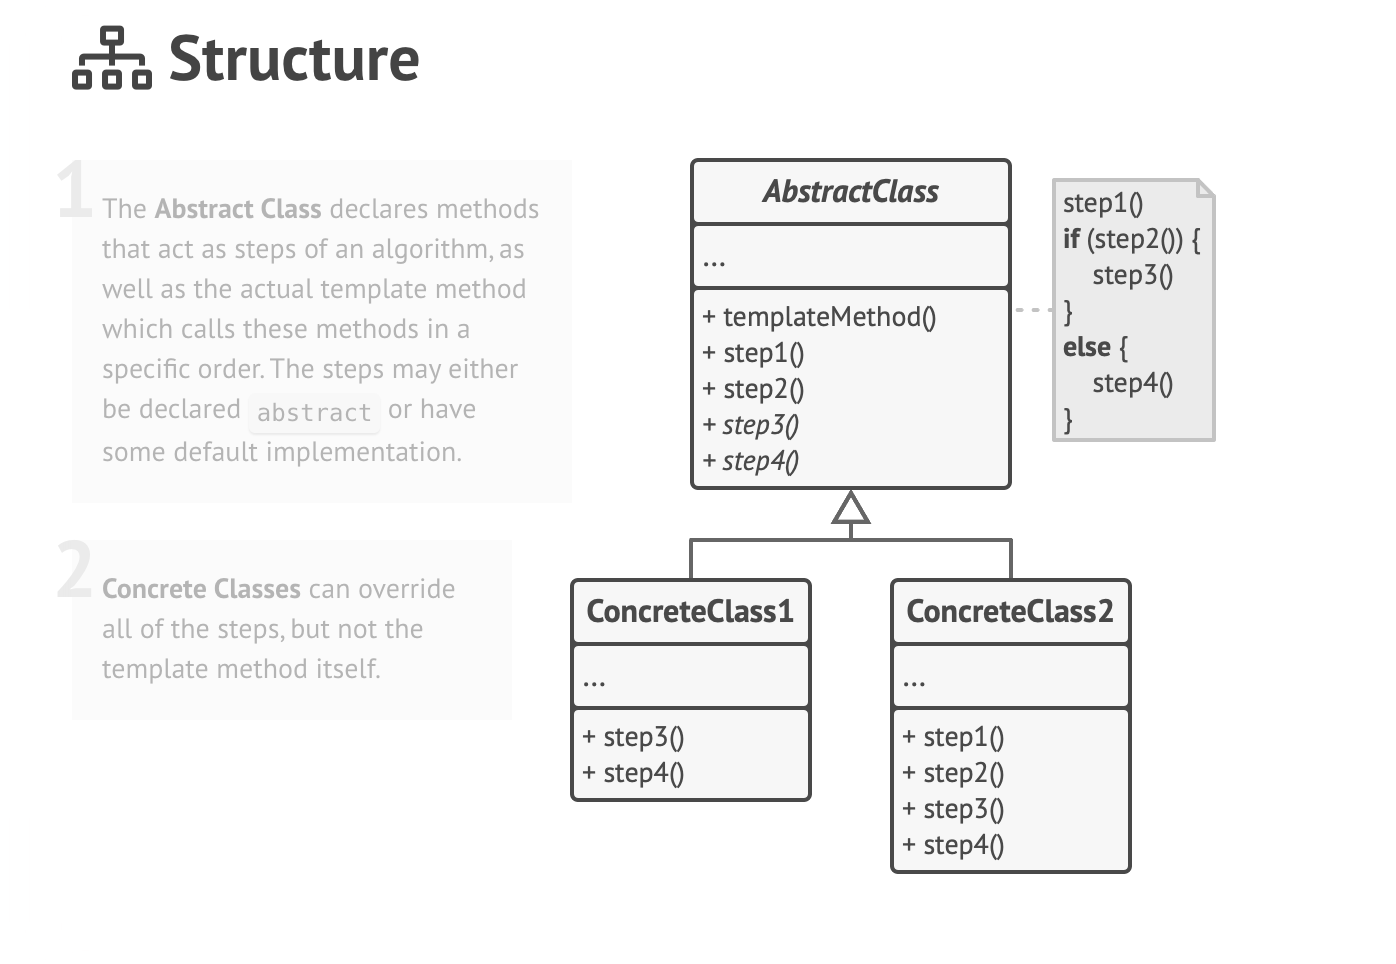 Structure
1
The Abstract Class declares methods
that act as steps of an algorithm, as
well as the actual template method
which calls these methods in a
specific order. The steps may either
be declared abstract or have
some default implementation.
2
Concrete Classes can override
all of the steps, but not the
template method itself.
AbstractClass
...
+ templateMethod()
+ step1()
+ step2()
+ step3()
+ step4()
step1()
if (step2()) {
step3()
}
else {
step4()
}
ConcreteClass1
...
+ step3()
+ step4()
ConcreteClass2
...
+ step1()
+ step2()
+ step3()
+ step4()